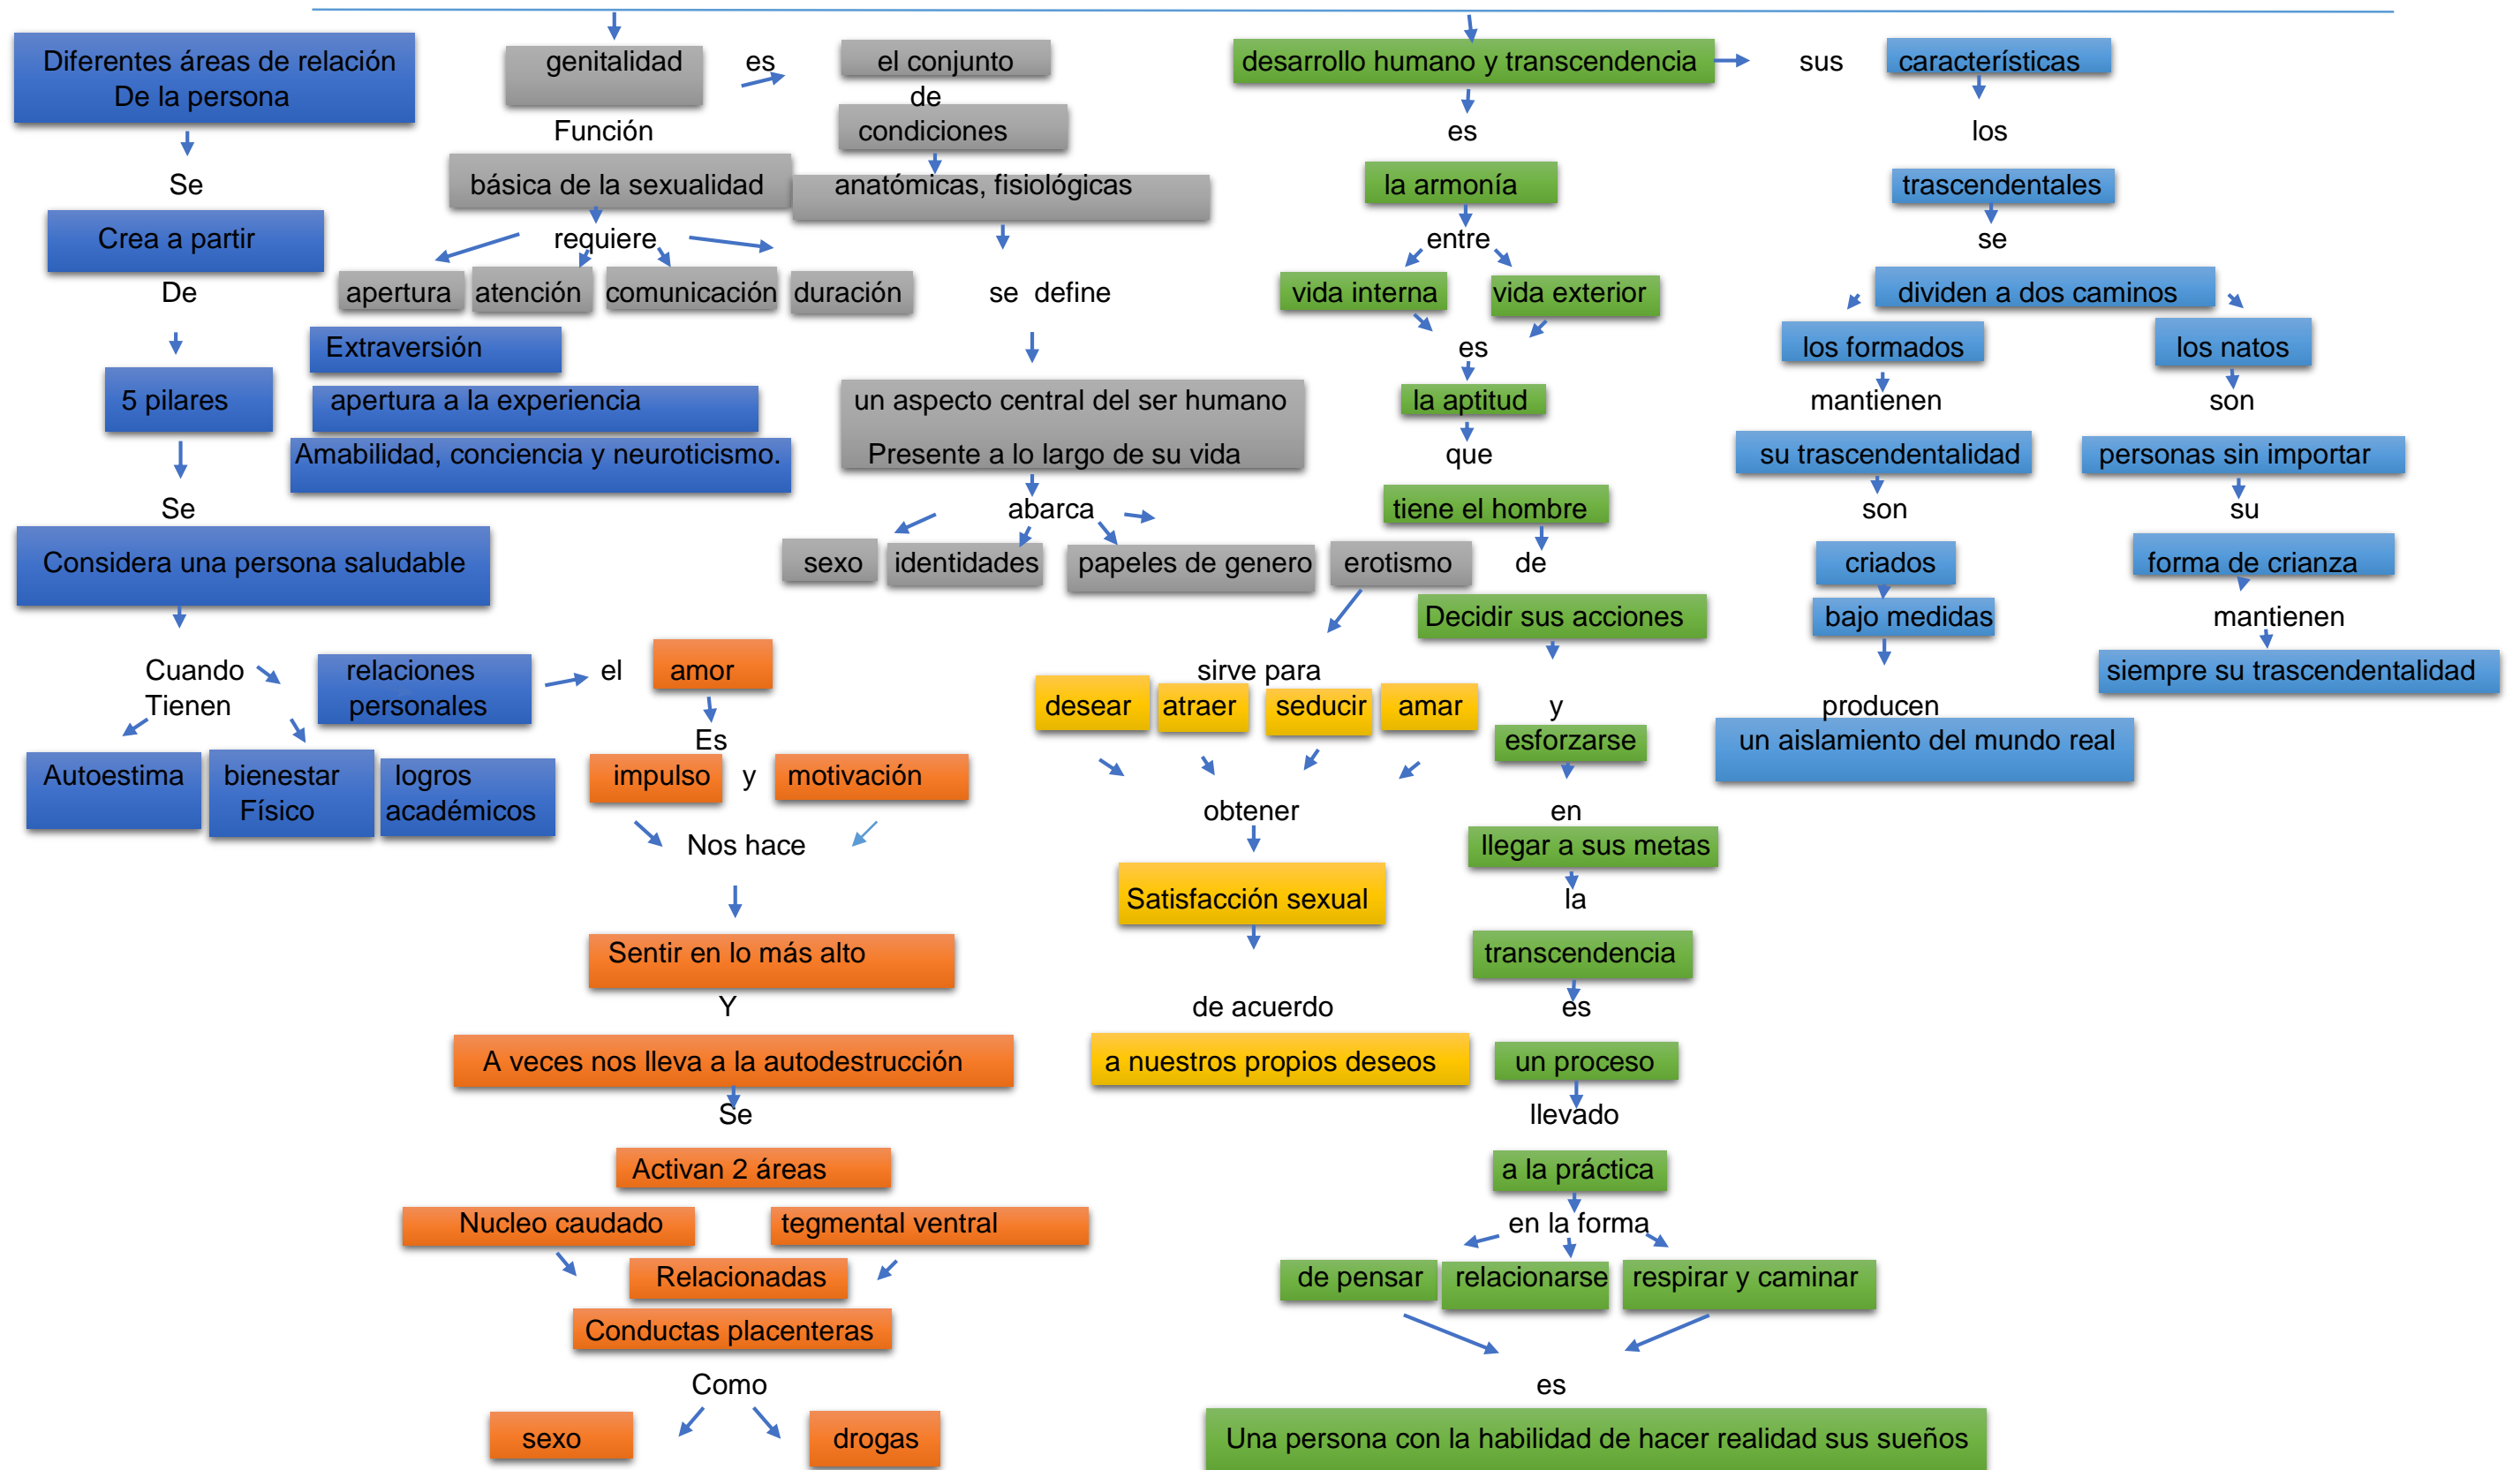 Diferentes áreas de relación
De la persona
Se
Crea a partir
De
5 pilares
Extraversión
apertura a la experiencia
Amabilidad, conciencia y neuroticismo.
Se
Considera una persona saludable
Cuando
Tienen
Autoestima
bienestar
Físico
logros
académicos
relaciones
personales
el
amor
Es
impulso y motivación
Nos hace
Sentir en lo más alto
Y
A veces nos lleva a la autodestrucción
Se
Activan 2 áreas
Nucleo caudado
tegmental ventral
Relacionadas
Conductas placenteras
Como
sexo
drogas
genitalidad
es
el conjunto
de
condiciones
anatómicas, fisiológicas
Función
básica de la sexualidad
requiere
apertura
atención
comunicación
duración
se define
un aspecto central del ser humano
Presente a lo largo de su vida
abarca
sexo
identidades
papeles de genero
erotismo
sirve para
desear
atraer
seducir
amar
obtener
Satisfacción sexual
de acuerdo
a nuestros propios deseos
desarrollo humano y transcendencia
es
la armonía
entre
vida interna
vida exterior
es
la aptitud
que
tiene el hombre
de
Decidir sus acciones
y
esforzarse
en
llegar a sus metas
la
transcendencia
es
un proceso
llevado
a la práctica
en la forma
de pensar
relacionarse
respirar y caminar
es
Una persona con la habilidad de hacer realidad sus sueños
sus
características
los
trascendentales
se
dividen a dos caminos
los formados
mantienen
su trascendentalidad
son
criados
bajo medidas
producen
un aislamiento del mundo real
los natos
son
personas sin importar
su
forma de crianza
mantienen
siempre su trascendentalidad